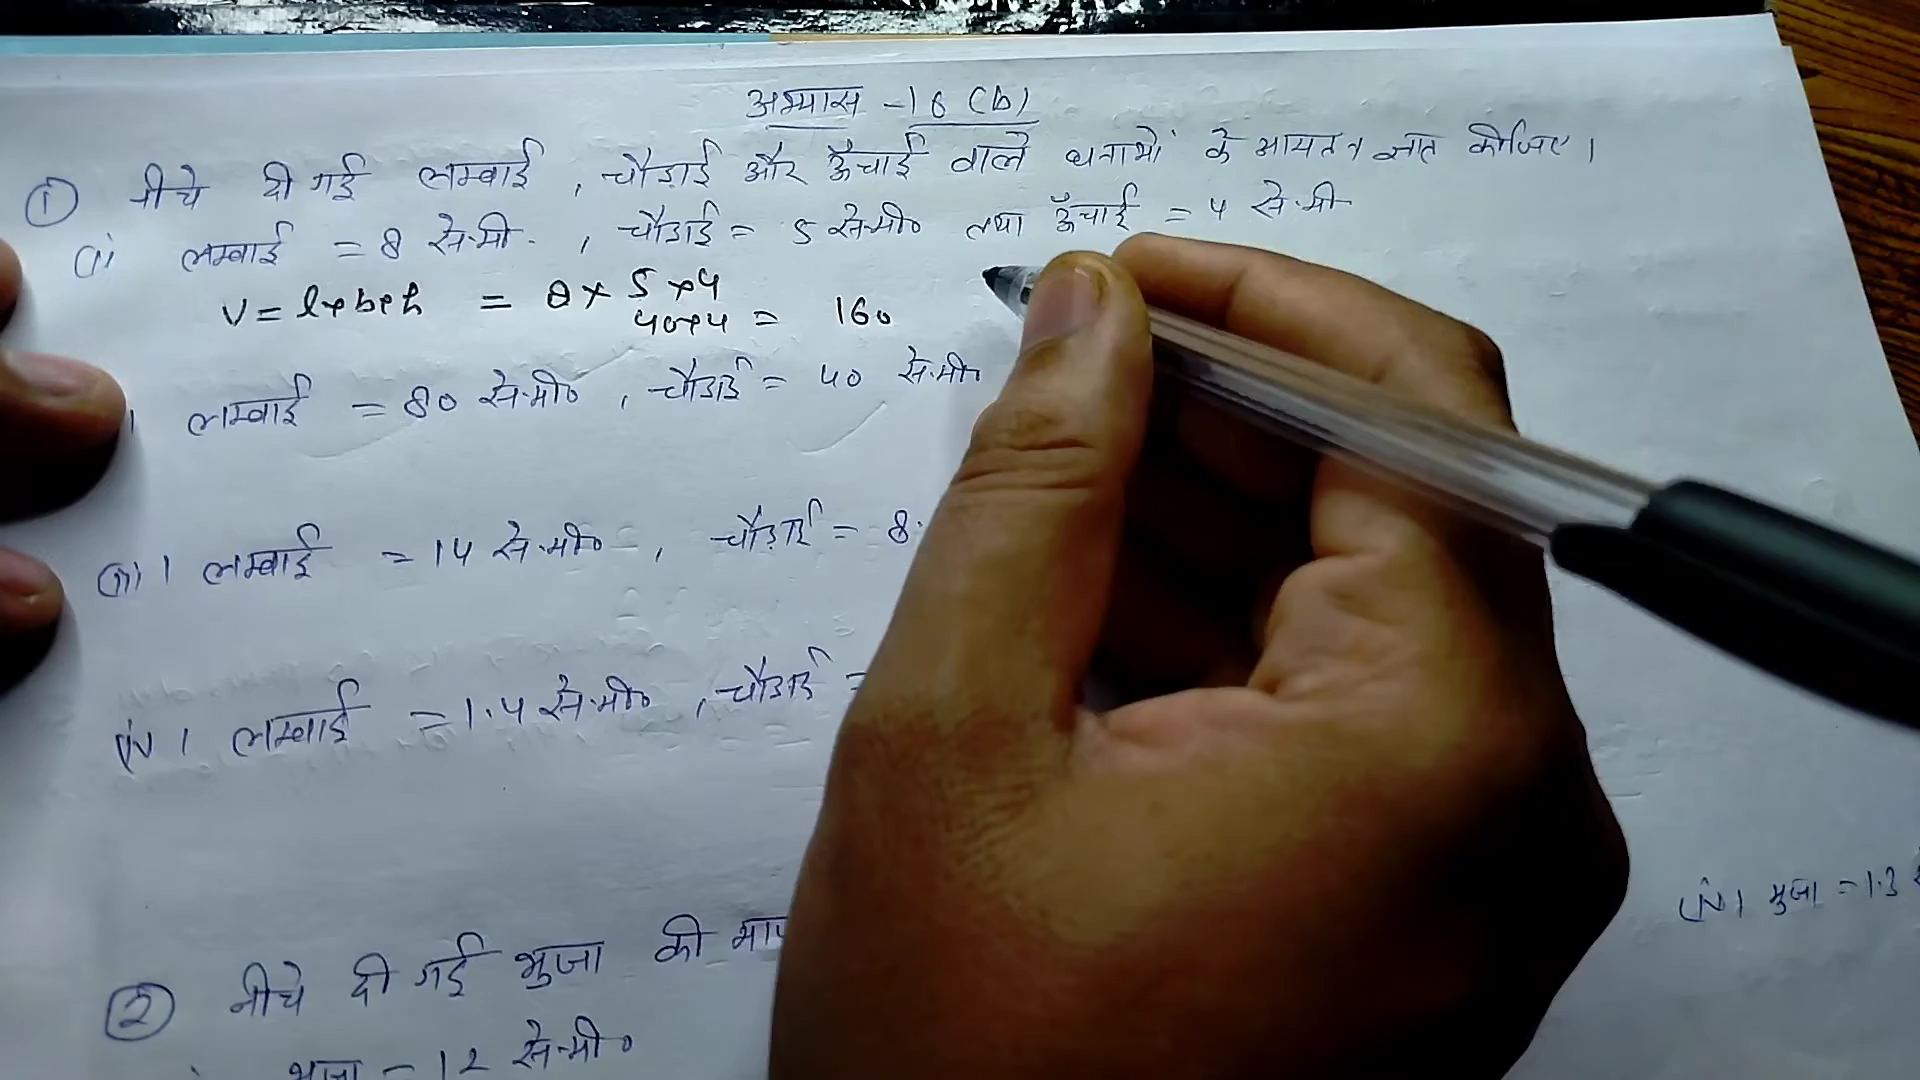 अभ्यास - 16 (b)
① नीचे दी गई लम्बाई , चौड़ाई और ऊँचाई वाले घनाभों के आयतन ज्ञात कीजिए।
(i) लम्बाई = 8 से.मी. , चौडाई = 5 से०मी० तथा ऊँचाई = 4 से.मी
V = l×b×h = 8 × 5 ×4
40×4 = 160
लम्बाई = 80 से.मी० , चौडाई = 40 से.मी०
(iii) । लम्बाई = 14 से.मी० , चौड़ाई = 8.
(iv) । लम्बाई = 1.4 से.मी० , चौडाई =
(iv) । भुजा = 1.3
② नीचे दी गई भुजा की माप
भुजा - 12 से.मी०